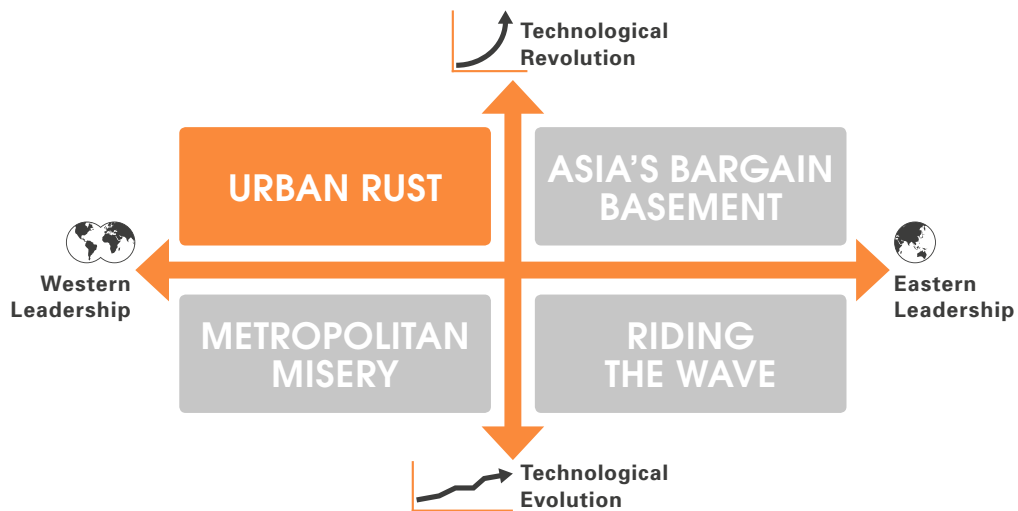 Technological
Revolution
URBAN RUST
ASIA'S BARGAIN
BASEMENT
Western
Leadership
Eastern
Leadership
METROPOLITAN
MISERY
RIDING
THE WAVE
Technological
Evolution